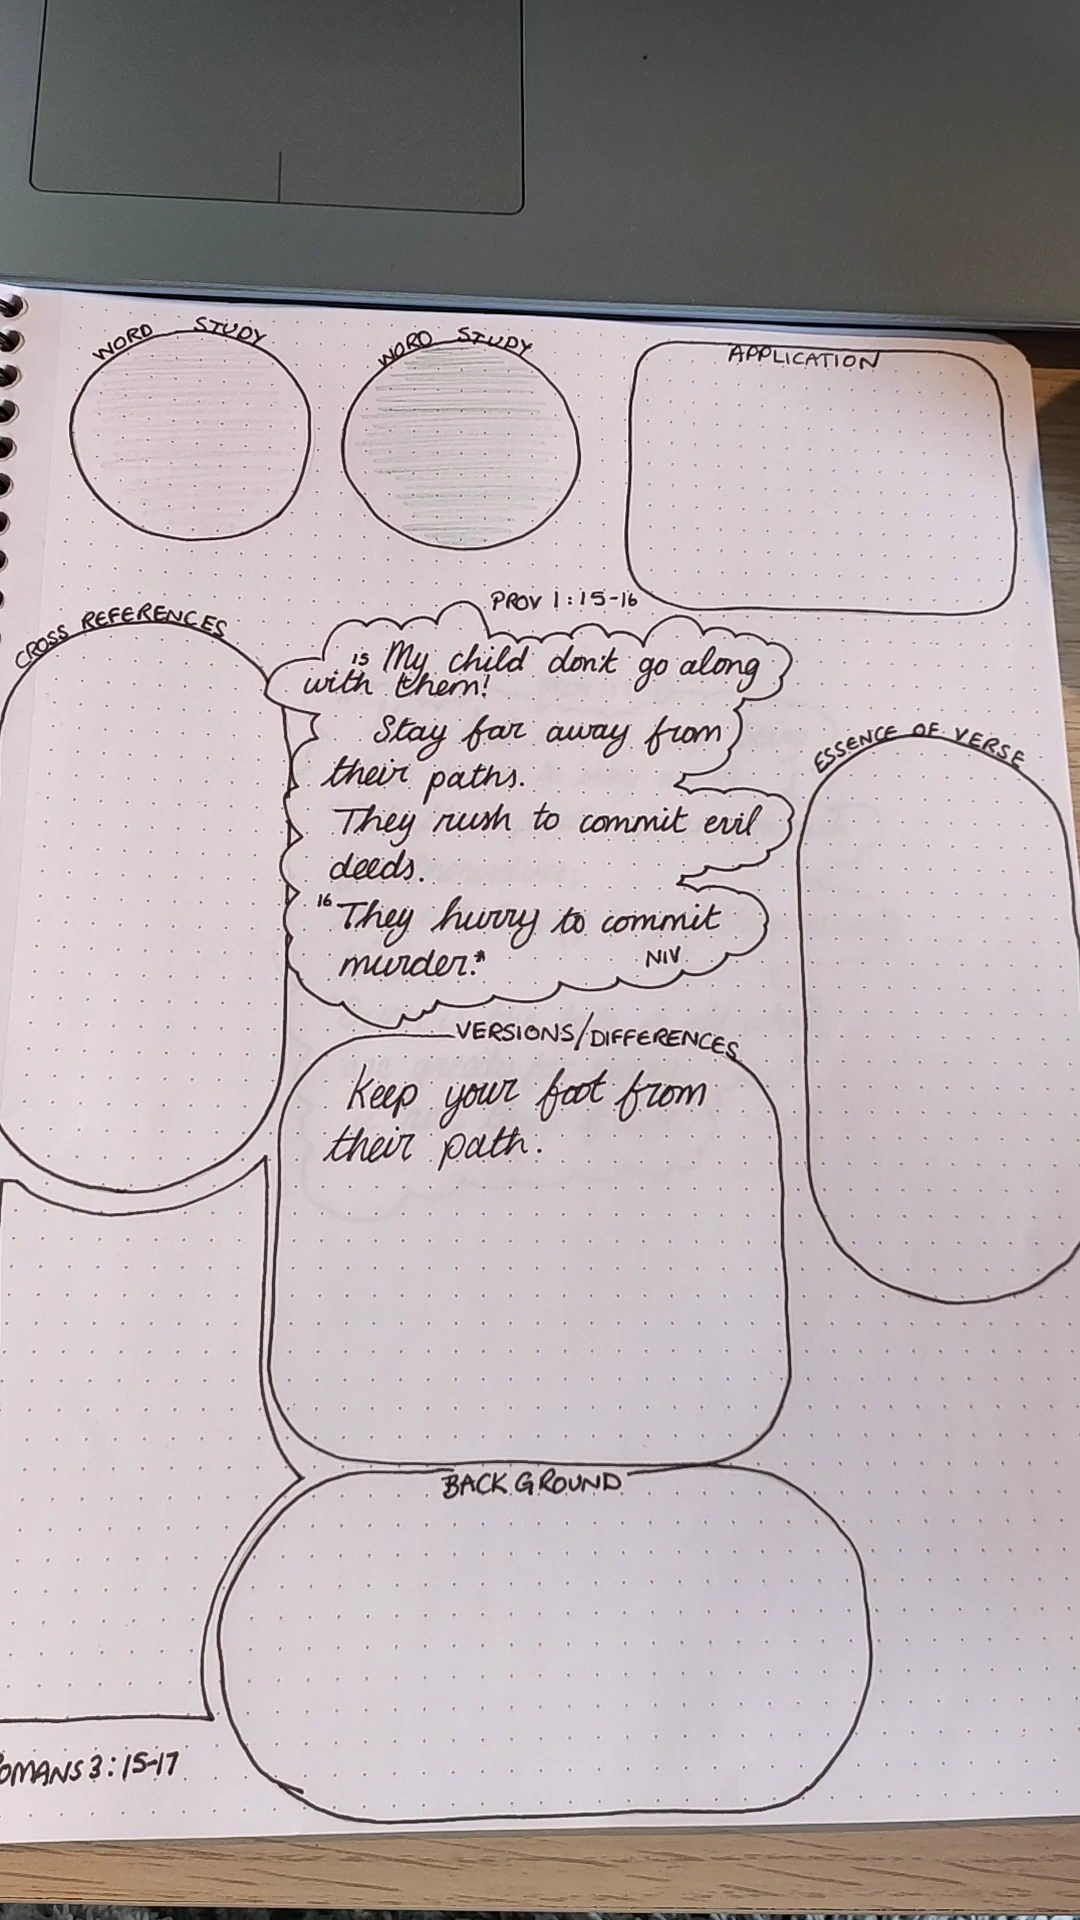 WORD STUDY
WORD STUDY
APPLICATION
PROV 1:15-16
CROSS REFERENCES
15 My child don't go along
with them!
Stay far away from
their paths.
They rush to commit evil
deeds.
16 They hurry to commit
murder.*
NIV
ESSENCE OF VERSE
VERSIONS/DIFFERENCES
Keep your foot from
their path.
BACKGROUND
OMANS 3:15-17